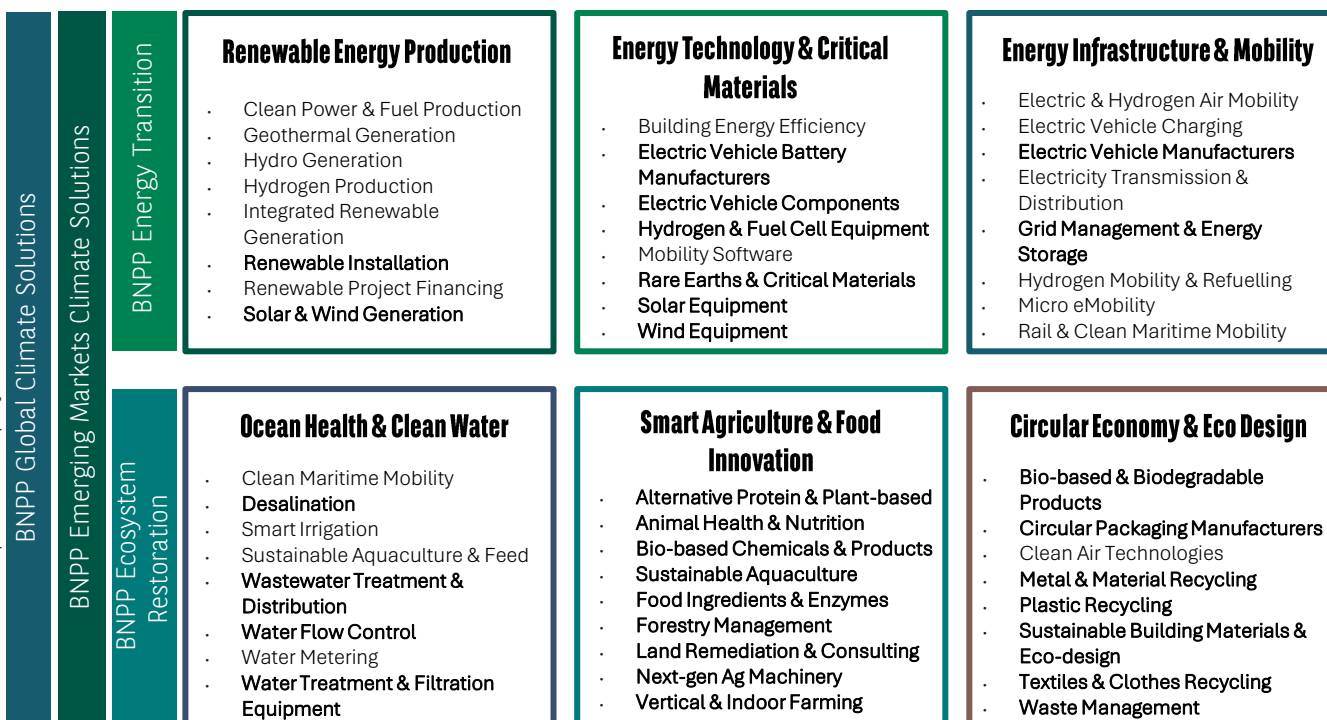 BNPP Global Climate Solutions
BNPP Emerging Markets Climate Solutions
BNPP Energy Transition
Renewable Energy Production
· Clean Power & Fuel Production
· Geothermal Generation
· Hydro Generation
· Hydrogen Production
· Integrated Renewable
Generation
· Renewable Installation
· Renewable Project Financing
· Solar & Wind Generation
Energy Technology & Critical
Materials
· Building Energy Efficiency
· Electric Vehicle Battery
Manufacturers
· Electric Vehicle Components
· Hydrogen & Fuel Cell Equipment
· Mobility Software
· Rare Earths & Critical Materials
· Solar Equipment
· Wind Equipment
Energy Infrastructure & Mobility
· Electric & Hydrogen Air Mobility
· Electric Vehicle Charging
· Electric Vehicle Manufacturers
· Electricity Transmission &
Distribution
· Grid Management & Energy
Storage
· Hydrogen Mobility & Refuelling
· Micro eMobility
· Rail & Clean Maritime Mobility
BNPP Ecosystem
Restoration
Ocean Health & Clean Water
· Clean Maritime Mobility
· Desalination
· Smart Irrigation
· Sustainable Aquaculture & Feed
· Wastewater Treatment &
Distribution
· Water Flow Control
· Water Metering
· Water Treatment & Filtration
Equipment
Smart Agriculture & Food
Innovation
· Alternative Protein & Plant-based
· Animal Health & Nutrition
· Bio-based Chemicals & Products
· Sustainable Aquaculture
· Food Ingredients & Enzymes
· Forestry Management
· Land Remediation & Consulting
· Next-gen Ag Machinery
· Vertical & Indoor Farming
Circular Economy & Eco Design
· Bio-based & Biodegradable
Products
· Circular Packaging Manufacturers
· Clean Air Technologies
· Metal & Material Recycling
· Plastic Recycling
· Sustainable Building Materials &
Eco-design
· Textiles & Clothes Recycling
· Waste Management